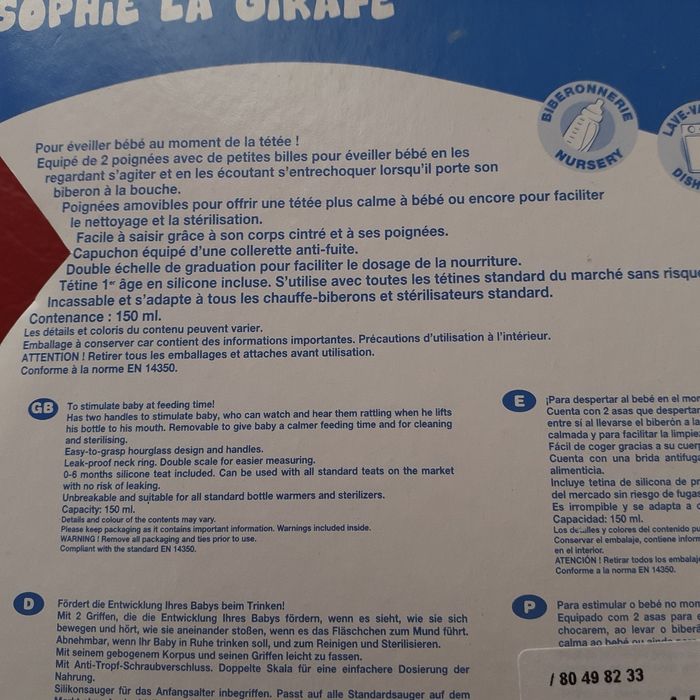 SOPHIE LA GIRAFE
BIBERONNERIE
NURSERY
Pour éveiller bébé au moment de la tétée !
Equipé de 2 poignées avec de petites billes pour éveiller bébé en les
regardant s'agiter et en les écoutant s'entrechoquer lorsqu'il porte son
biberon à la bouche.
Poignées amovibles pour offrir une tétée plus calme à bébé ou encore pour faciliter
le nettoyage et la stérilisation.
Facile à saisir grâce à son corps cintré et à ses poignées.
Capuchon équipé d'une collerette anti-fuite.
Double échelle de graduation pour faciliter le dosage de la nourriture.
Tétine 1er âge en silicone incluse. S'utilise avec toutes les tétines standard du marché sans risque
Incassable et s'adapte à tous les chauffe-biberons et stérilisateurs standard.
Contenance : 150 ml.
Les détails et coloris du contenu peuvent varier.
Emballage à conserver car contient des informations importantes. Précautions d'utilisation à l'intérieur.
ATTENTION ! Retirer tous les emballages et attaches avant utilisation.
Conforme à la norme EN 14350.
GB
To stimulate baby at feeding time!
Has two handles to stimulate baby, who can watch and hear them rattling when he lifts
his bottle to his mouth. Removable to give baby a calmer feeding time and for cleaning
and sterilising.
Easy-to-grasp hourglass design and handles.
Leak-proof neck ring. Double scale for easier measuring.
0-6 months silicone teat included. Can be used with all standard teats on the market
with no risk of leaking.
Unbreakable and suitable for all standard bottle warmers and sterilizers.
Capacity: 150 ml.
Details and colour of the contents may vary.
Please keep packaging as it contains important information. Warnings included inside.
WARNING ! Remove all packaging and ties prior to use.
Compliant with the standard EN 14350.
E
¡Para despertar al bebé en el mo
Cuenta con 2 asas que despertar
entre sí al llevarse el biberón a la
calmada y para facilitar la limpie
Fácil de coger gracias a su cuer
Cuenta con una brida antifuga
alimenticia.
Incluye tetina de silicona de pr
del mercado sin riesgo de fugas
Es irrompible y se adapta a
Capacidad: 150 ml.
Los detalles y colores del contenido pu
Conservar el embalaje, contiene inform
en el interior.
ATENCIÓN ! Retirar todos los embalaj
Conforme a la norma EN 14350.
D
Fördert die Entwicklung Ihres Babys beim Trinken!
Mit 2 Griffen, die die Entwicklung Ihres Babys fördern, wenn es sieht, wie sie sich
bewegen und hört, wie sie aneinander stoßen, wenn es das Fläschchen zum Mund führt.
Abnehmbar, wenn Ihr Baby in Ruhe trinken soll, und zum Reinigen und Sterilisieren.
Mit seinem gebogenem Korpus und seinen Griffen leicht zu fassen.
Mit Anti-Tropf-Schraubverschluss. Doppelte Skala für eine einfachere Dosierung der
Nahrung.
Silikonsauger für das Anfangsalter inbegriffen. Passt auf alle Standardsauger auf dem
P
Para estimular o bebé no mom
Equipado com 2 asas para e
chocarem, ao levar o biberã
calma ao bebé ou ainda
/ 80 49 82 33